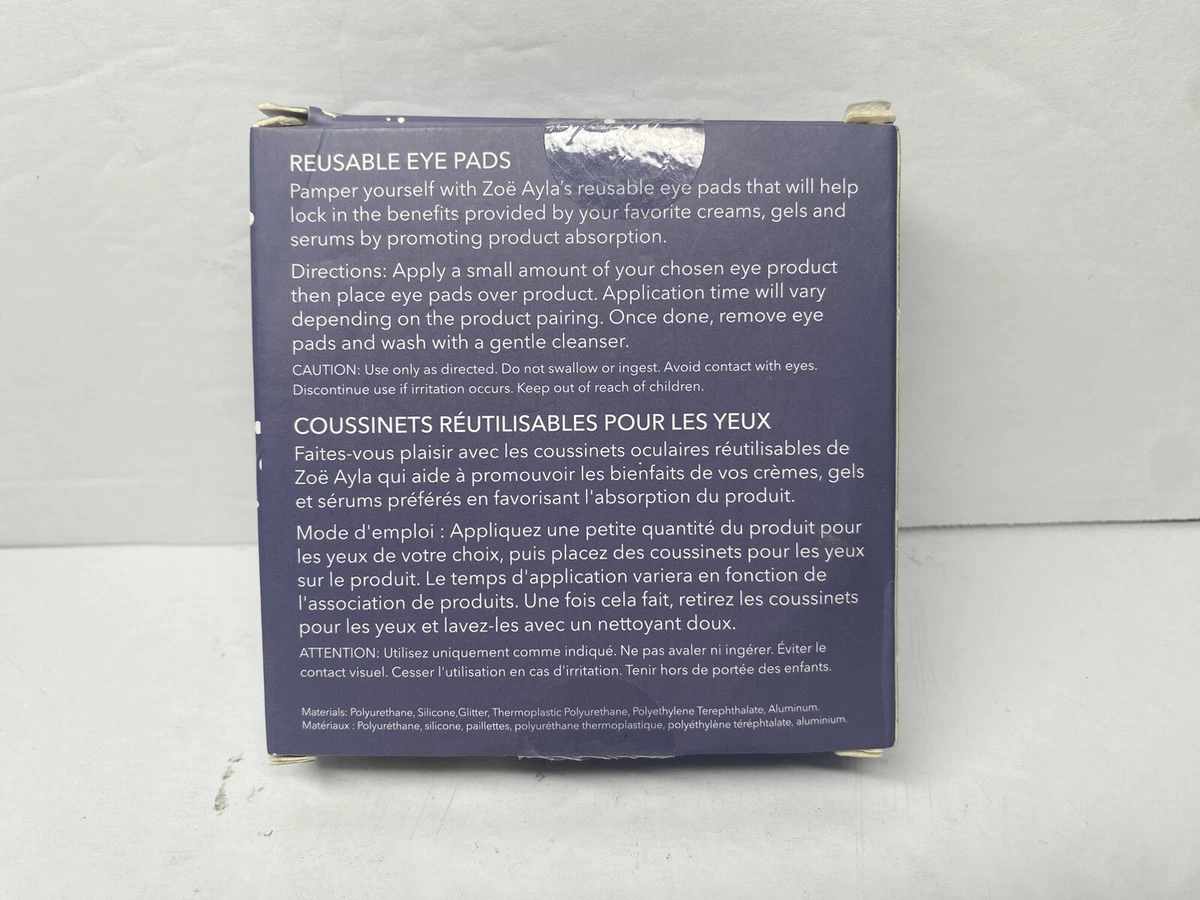 REUSABLE EYE PADS
Pamper yourself with Zoë Ayla's reusable eye pads that will help
lock in the benefits provided by your favorite creams, gels and
serums by promoting product absorption.
Directions: Apply a small amount of your chosen eye product
then place eye pads over product. Application time will vary
depending on the product pairing. Once done, remove eye
pads and wash with a gentle cleanser.
CAUTION: Use only as directed. Do not swallow or ingest. Avoid contact with eyes.
Discontinue use if irritation occurs. Keep out of reach of children.
COUSSINETS RÉUTILISABLES POUR LES YEUX
Faites-vous plaisir avec les coussinets oculaires réutilisables de
Zoë Ayla qui aide à promouvoir les bienfaits de vos crèmes, gels
et sérums préférés en favorisant l'absorption du produit.
Mode d'emploi : Appliquez une petite quantité du produit pour
les yeux de votre choix, puis placez des coussinets pour les yeux
sur le produit. Le temps d'application variera en fonction de
l'association de produits. Une fois cela fait, retirez les coussinets
pour les yeux et lavez-les avec un nettoyant doux.
ATTENTION: Utilisez uniquement comme indiqué. Ne pas avaler ni ingérer. Éviter le
contact visuel. Cesser l'utilisation en cas d'irritation. Tenir hors de portée des enfants.
Materials: Polyurethane, Silicone,Glitter, Thermoplastic Polyurethane, Polyethylene Terephthalate, Aluminum.
Matériaux : Polyuréthane, silicone, paillettes, polyuréthane thermoplastique, polyéthylène téréphtalate, aluminium.